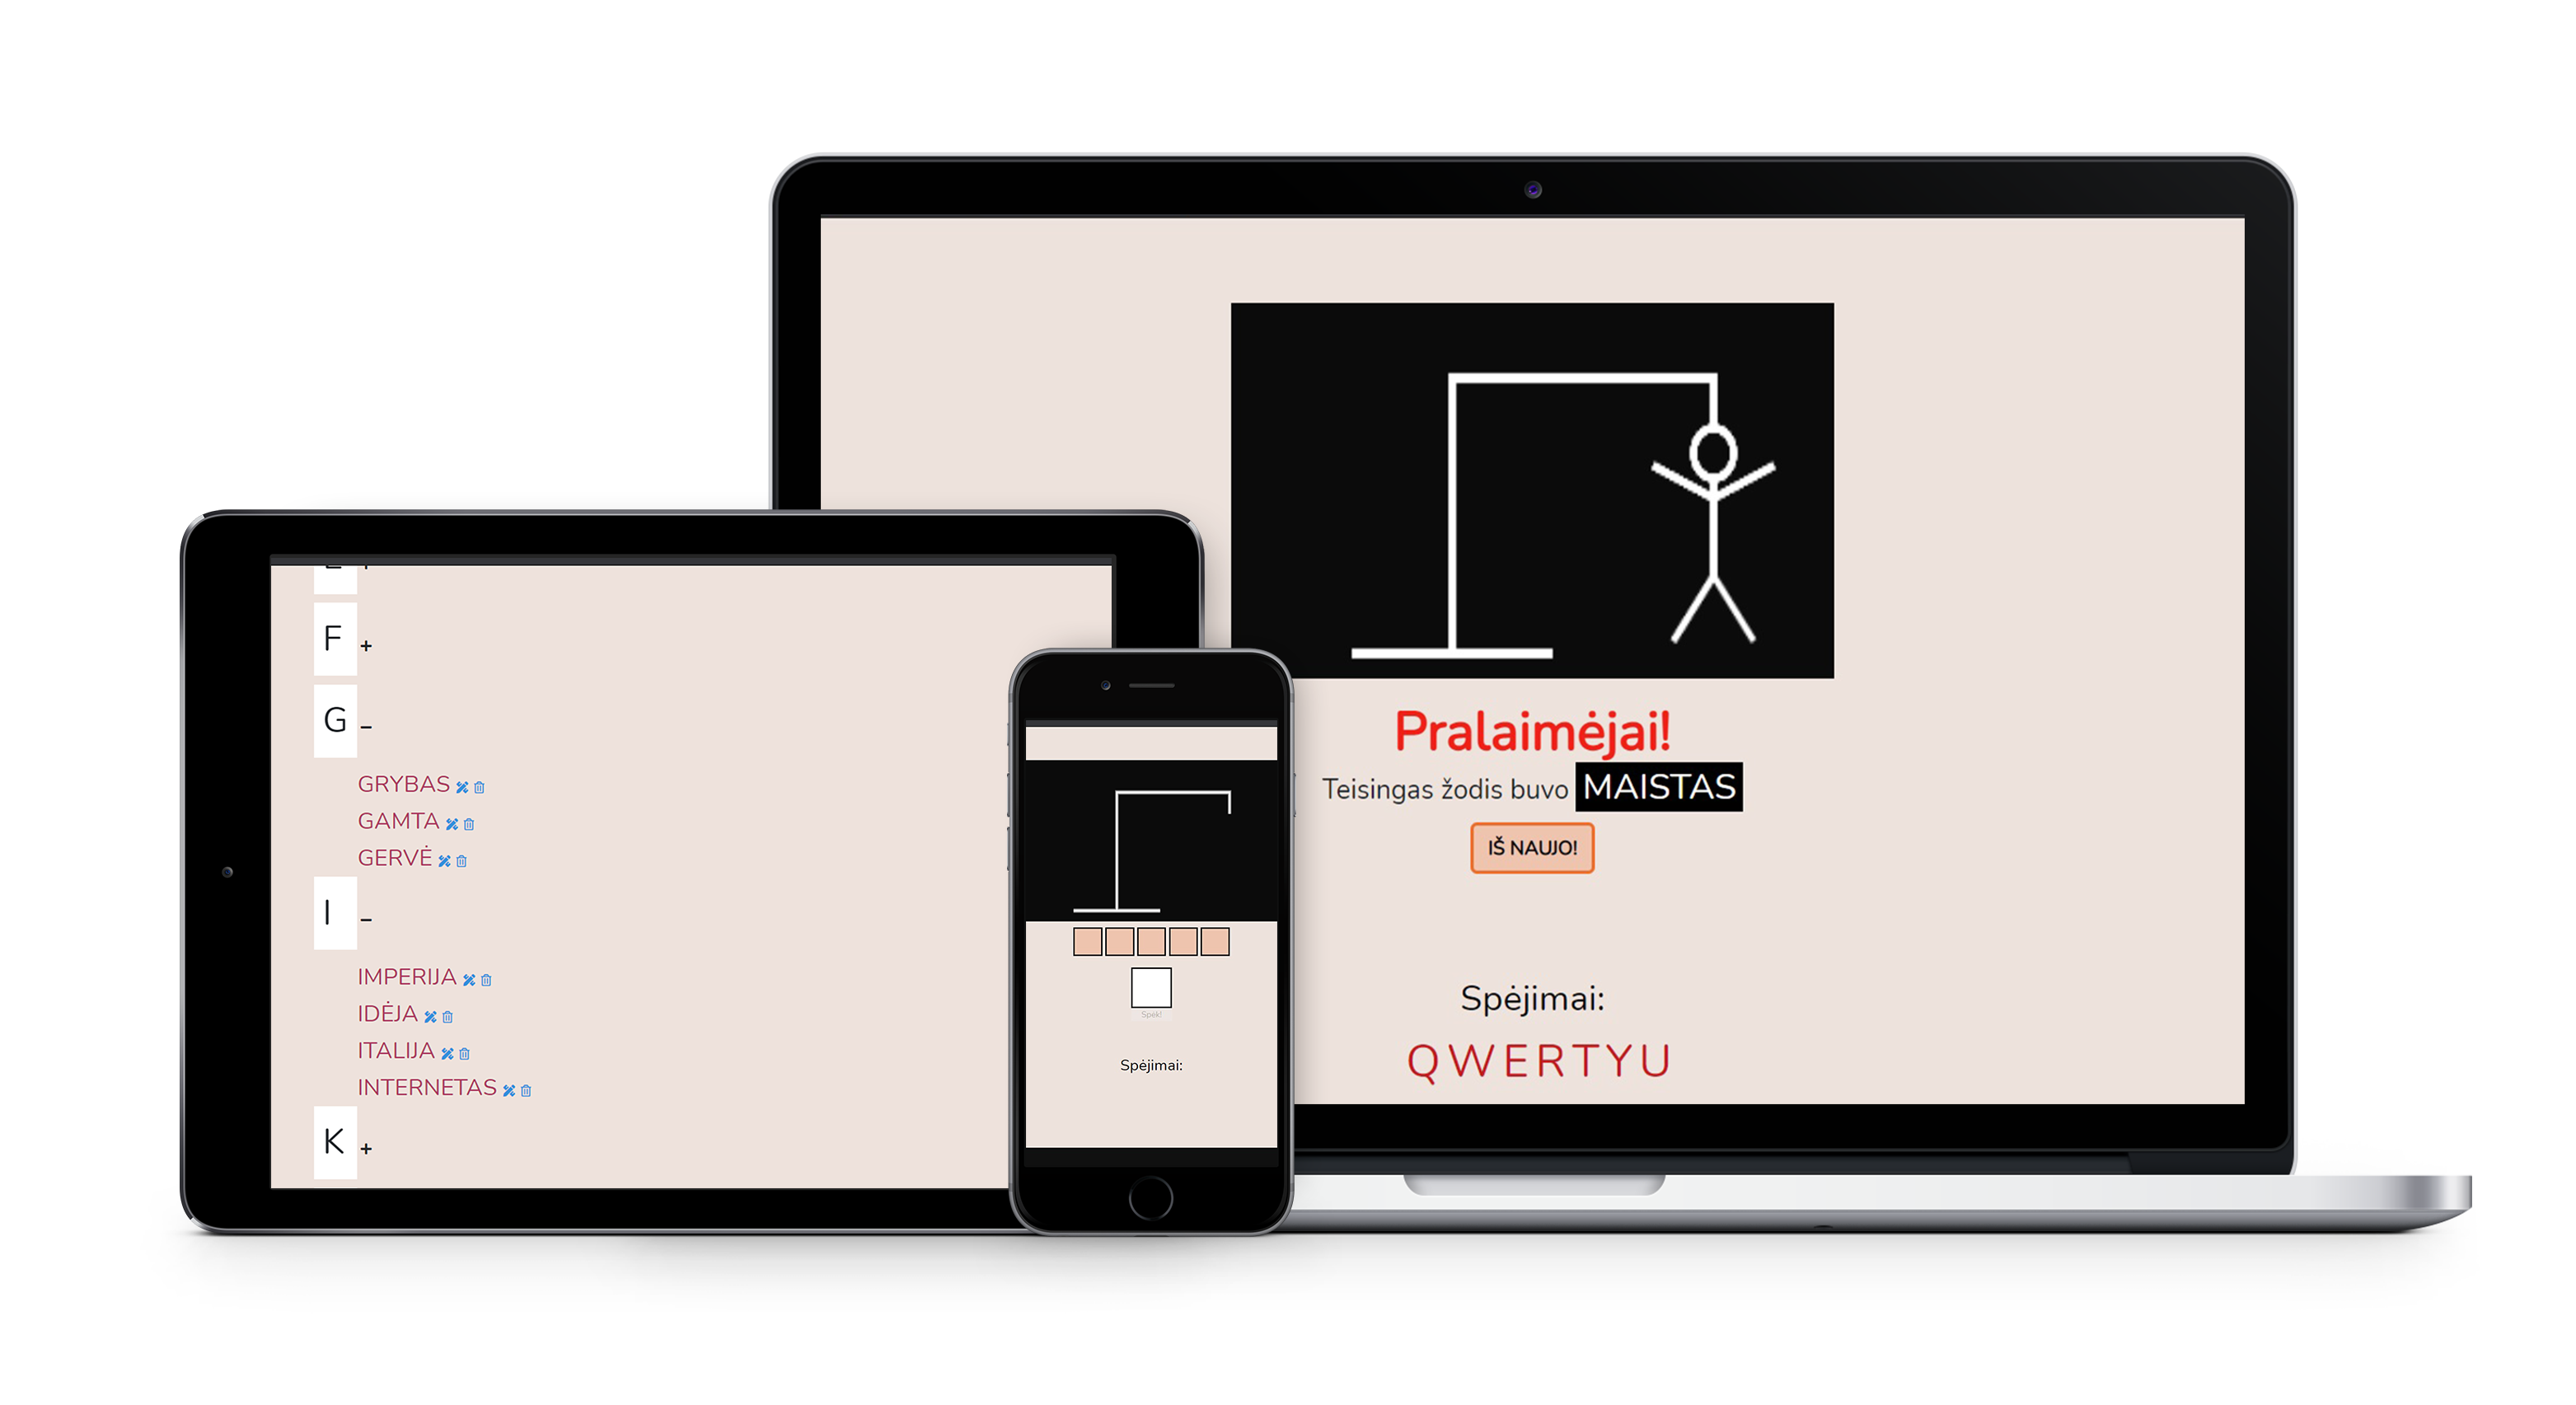 F +
G –
GRYBAS
GAMTA
GERVĖ
I –
IMPERIJA
IDĖJA
ITALIJA
INTERNETAS
K +
Spėk!
Spėjimai:
Pralaimėjai!
Teisingas žodis buvo MAISTAS
IŠ NAUJO!
Spėjimai:
QWERTYU